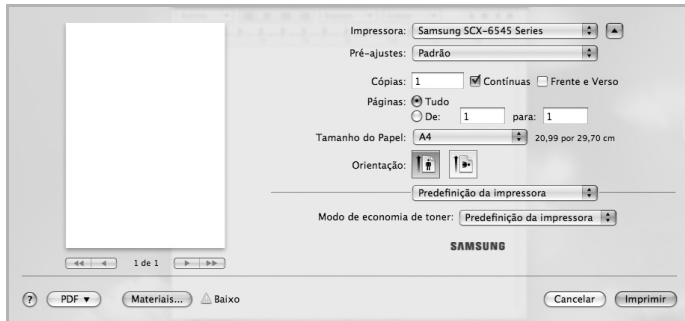 Impressora: Samsung SCX-6545 Series
Pré-ajustes: Padrão
Cópias: 1 Contínuas Frente e Verso
Páginas: Tudo
De: 1 para: 1
Tamanho do Papel: A4 20,99 por 29,70 cm
Orientação:
Predefinição da impressora
Modo de economia de toner: Predefinição da impressora
SAMSUNG
1 de 1
? PDF Materiais... Baixo Cancelar Imprimir